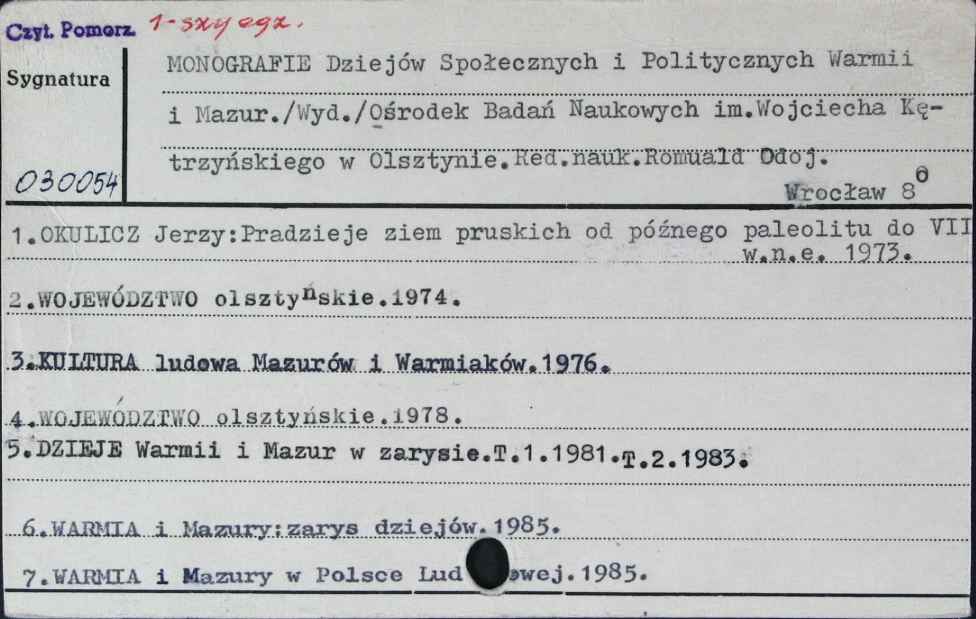 Czyt. Pomorz. 1-szy egz.
Sygnatura
MONOGRAFIE Dziejów Społecznych i Politycznych Warmii
i Mazur./Wyd./Ośrodek Badań Naukowych im.Wojciecha Kę-
trzyńskiego w Olsztynie.Red.nauk.Romuald Odoj.
030054
Wrocław 8⁰
1.OKULICZ Jerzy:Pradzieje ziem pruskich od późnego paleolitu do VII
w.n.e. 1973.
2.WOJEWÓDZTWO olsztyńskie.1974.
3.KULTURA ludowa Mazurów i Warmiaków.1976.
4.WOJEWÓDZTWO olsztyńskie.1978.
5.DZIEJE Warmii i Mazur w zarysie.T.1.1981.T.2.1983.
6.WARMIA i Mazury:zarys dziejów.1985.
7.WARMIA i Mazury w Polsce Lud owej.1985.